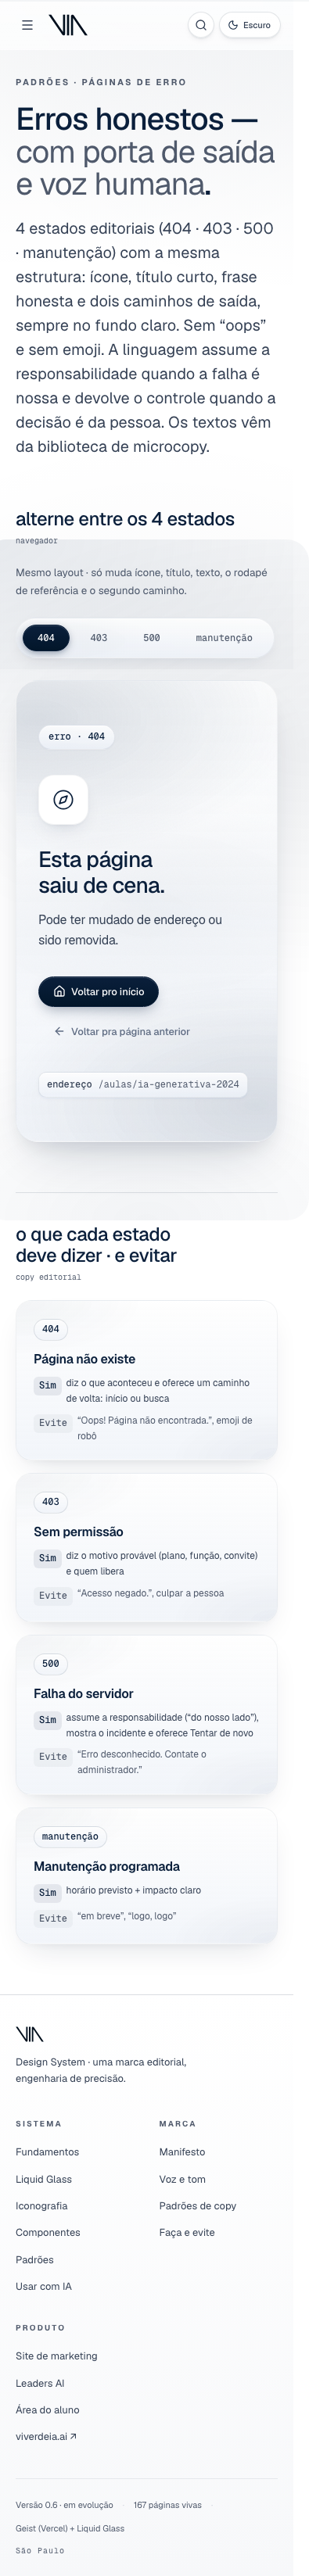 VIA
Escuro
PADRÕES · PÁGINAS DE ERRO
Erros honestos —
com porta de saída
e voz humana.
4 estados editoriais (404 · 403 · 500
· manutenção) com a mesma
estrutura: ícone, título curto, frase
honesta e dois caminhos de saída,
sempre no fundo claro. Sem “oops”
e sem emoji. A linguagem assume a
responsabilidade quando a falha é
nossa e devolve o controle quando a
decisão é da pessoa. Os textos vêm
da biblioteca de microcopy.
alterne entre os 4 estados
navegador
Mesmo layout · só muda ícone, título, texto, o rodapé
de referência e o segundo caminho.
404 403 500 manutenção
erro · 404
Esta página
saiu de cena.
Pode ter mudado de endereço ou
sido removida.
Voltar pro início
Voltar pra página anterior
endereço /aulas/ia-generativa-2024
o que cada estado
deve dizer · e evitar
copy editorial
404
Página não existe
Sim diz o que aconteceu e oferece um caminho
de volta: início ou busca
Evite “Oops! Página não encontrada.”, emoji de
robô
403
Sem permissão
Sim diz o motivo provável (plano, função, convite)
e quem libera
Evite “Acesso negado.”, culpar a pessoa
500
Falha do servidor
Sim assume a responsabilidade (“do nosso lado”),
mostra o incidente e oferece Tentar de novo
Evite “Erro desconhecido. Contate o
administrador.”
manutenção
Manutenção programada
Sim horário previsto + impacto claro
Evite “em breve”, “logo, logo”
VIA
Design System · uma marca editorial,
engenharia de precisão.
SISTEMA
Fundamentos
Liquid Glass
Iconografia
Componentes
Padrões
Usar com IA
MARCA
Manifesto
Voz e tom
Padrões de copy
Faça e evite
PRODUTO
Site de marketing
Leaders AI
Área do aluno
viverdeia.ai ↗
Versão 0.6 · em evolução · 167 páginas vivas ·
Geist (Vercel) + Liquid Glass
São Paulo